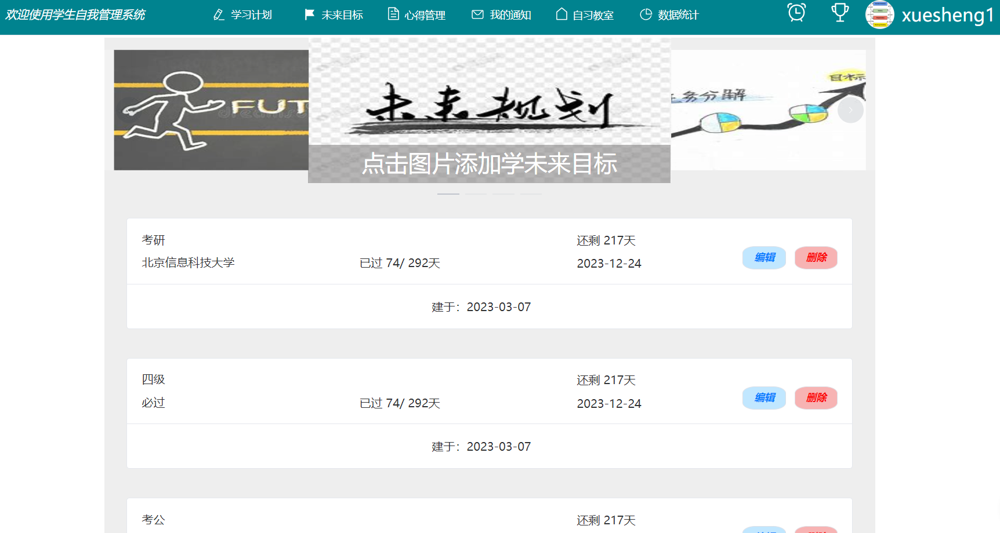 欢迎使用学生自我管理系统
学习计划
未来目标
心得管理
我的通知
自习教室
数据统计
xuesheng1
FUT
未来规划
务分解
目标
点击图片添加学未来目标
考研
还剩 217天
北京信息科技大学
已过 74/ 292天
2023-12-24
编辑
删除
建于：2023-03-07
四级
还剩 217天
必过
已过 74/ 292天
2023-12-24
编辑
删除
建于：2023-03-07
考公
还剩 217天